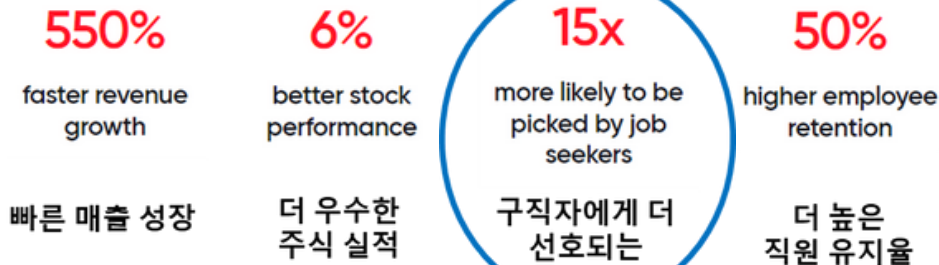 550%
faster revenue
growth
빠른 매출 성장
6%
better stock
performance
더 우수한
주식 실적
15x
more likely to be
picked by job
seekers
구직자에게 더
선호되는
50%
higher employee
retention
더 높은
직원 유지율